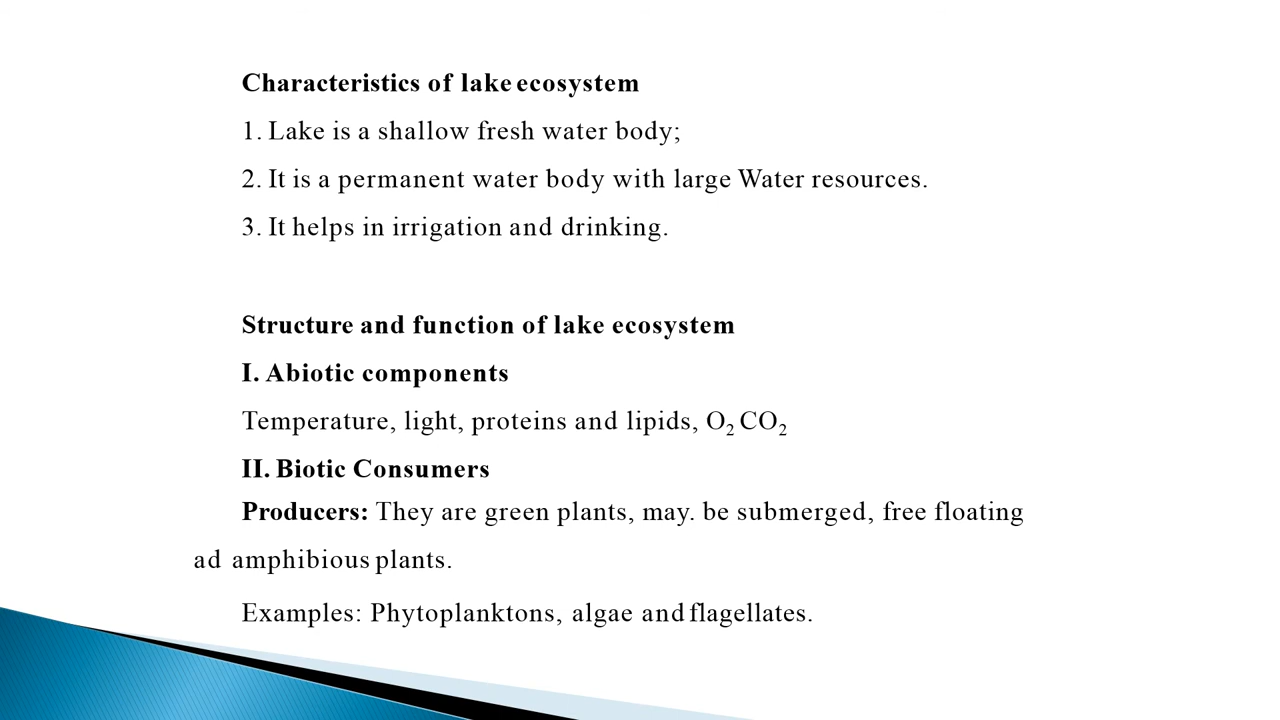 Characteristics of lake ecosystem
1. Lake is a shallow fresh water body;
2. It is a permanent water body with large Water resources.
3. It helps in irrigation and drinking.
Structure and function of lake ecosystem
I. Abiotic components
Temperature, light, proteins and lipids, O₂ CO₂
II. Biotic Consumers
Producers: They are green plants, may. be submerged, free floating
ad amphibious plants.
Examples: Phytoplanktons, algae and flagellates.